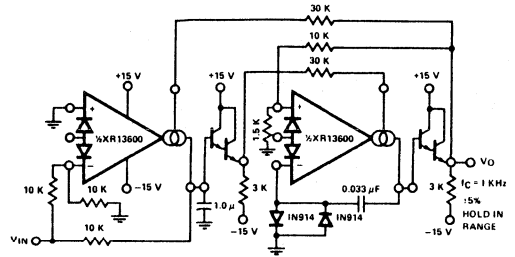 30 K
10 K
30 K
+15 V
+15 V
+15 V
+15 V
+
½XR13600
−
1.5 K
+
½XR13600
−
VO
−15 V
10 K
10 K
10 K
VIN
1.0 µ
3 K
−15 V
0.033 µF
IN914
IN914
3 K
−15 V
fC = 1 KHz
±5%
HOLD IN
RANGE